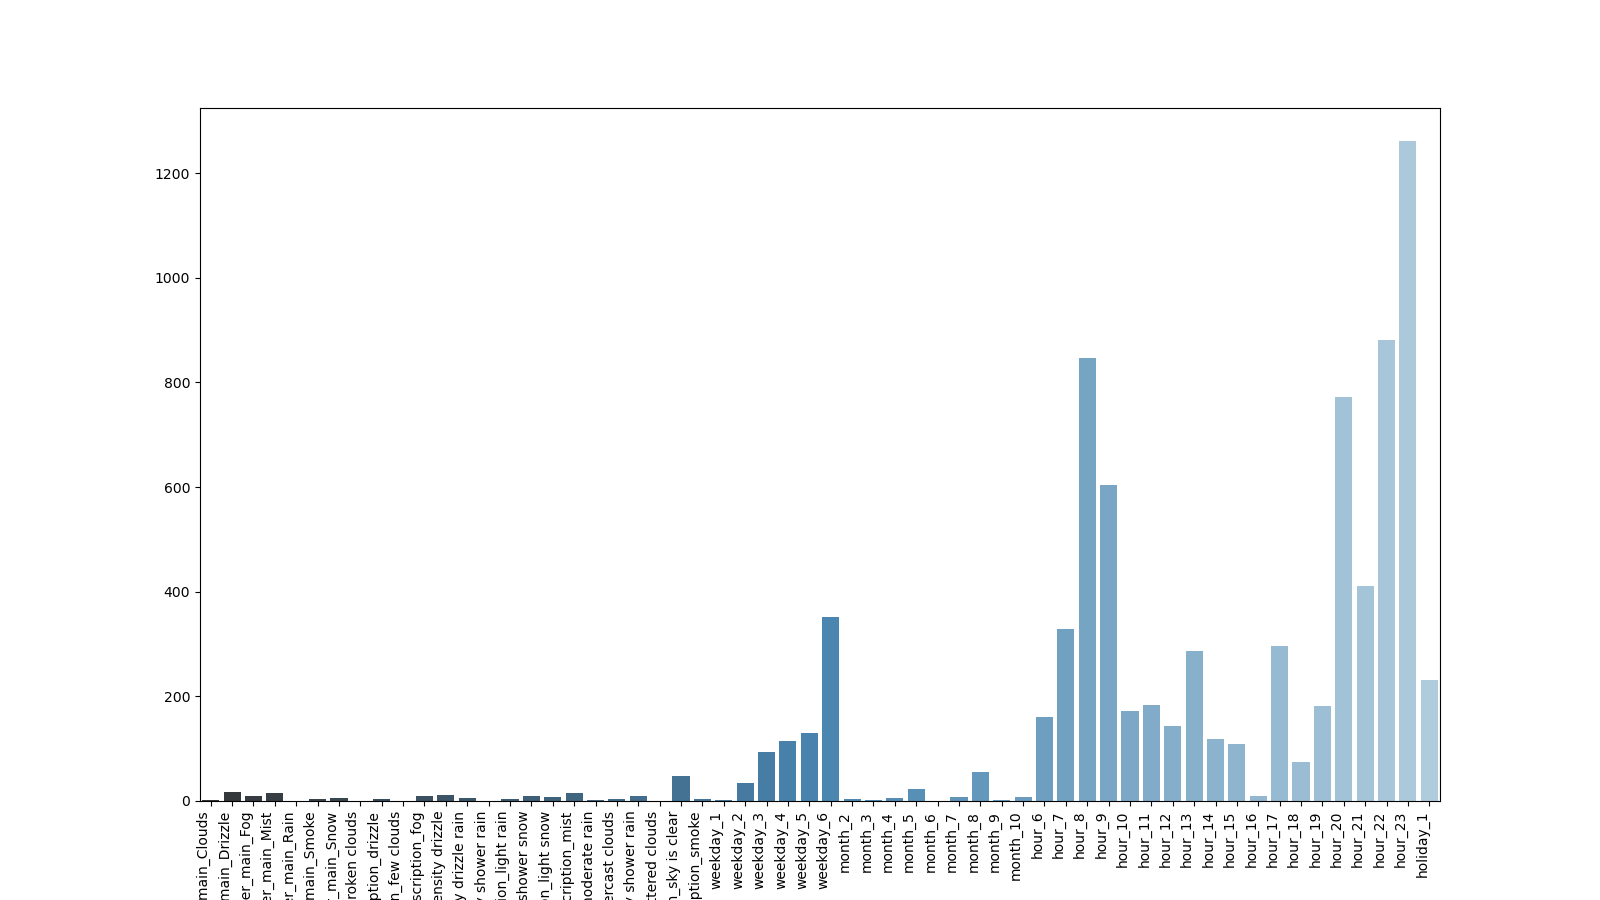 1200
1000
800
600
400
200
0
main_Clouds
main_Drizzle
er_main_Fog
er_main_Mist
er_main_Rain
main_Smoke
r_main_Snow
roken clouds
ption_drizzle
n_few clouds
scription_fog
ensity drizzle
y drizzle rain
y shower rain
ion_light rain
shower snow
on_light snow
cription_mist
noderate rain
ercast clouds
y shower rain
ttered clouds
n_sky is clear
ption_smoke
weekday_1
weekday_2
weekday_3
weekday_4
weekday_5
weekday_6
month_2
month_3
month_4
month_5
month_6
month_7
month_8
month_9
month_10
hour_6
hour_7
hour_8
hour_9
hour_10
hour_11
hour_12
hour_13
hour_14
hour_15
hour_16
hour_17
hour_18
hour_19
hour_20
hour_21
hour_22
hour_23
holiday_1